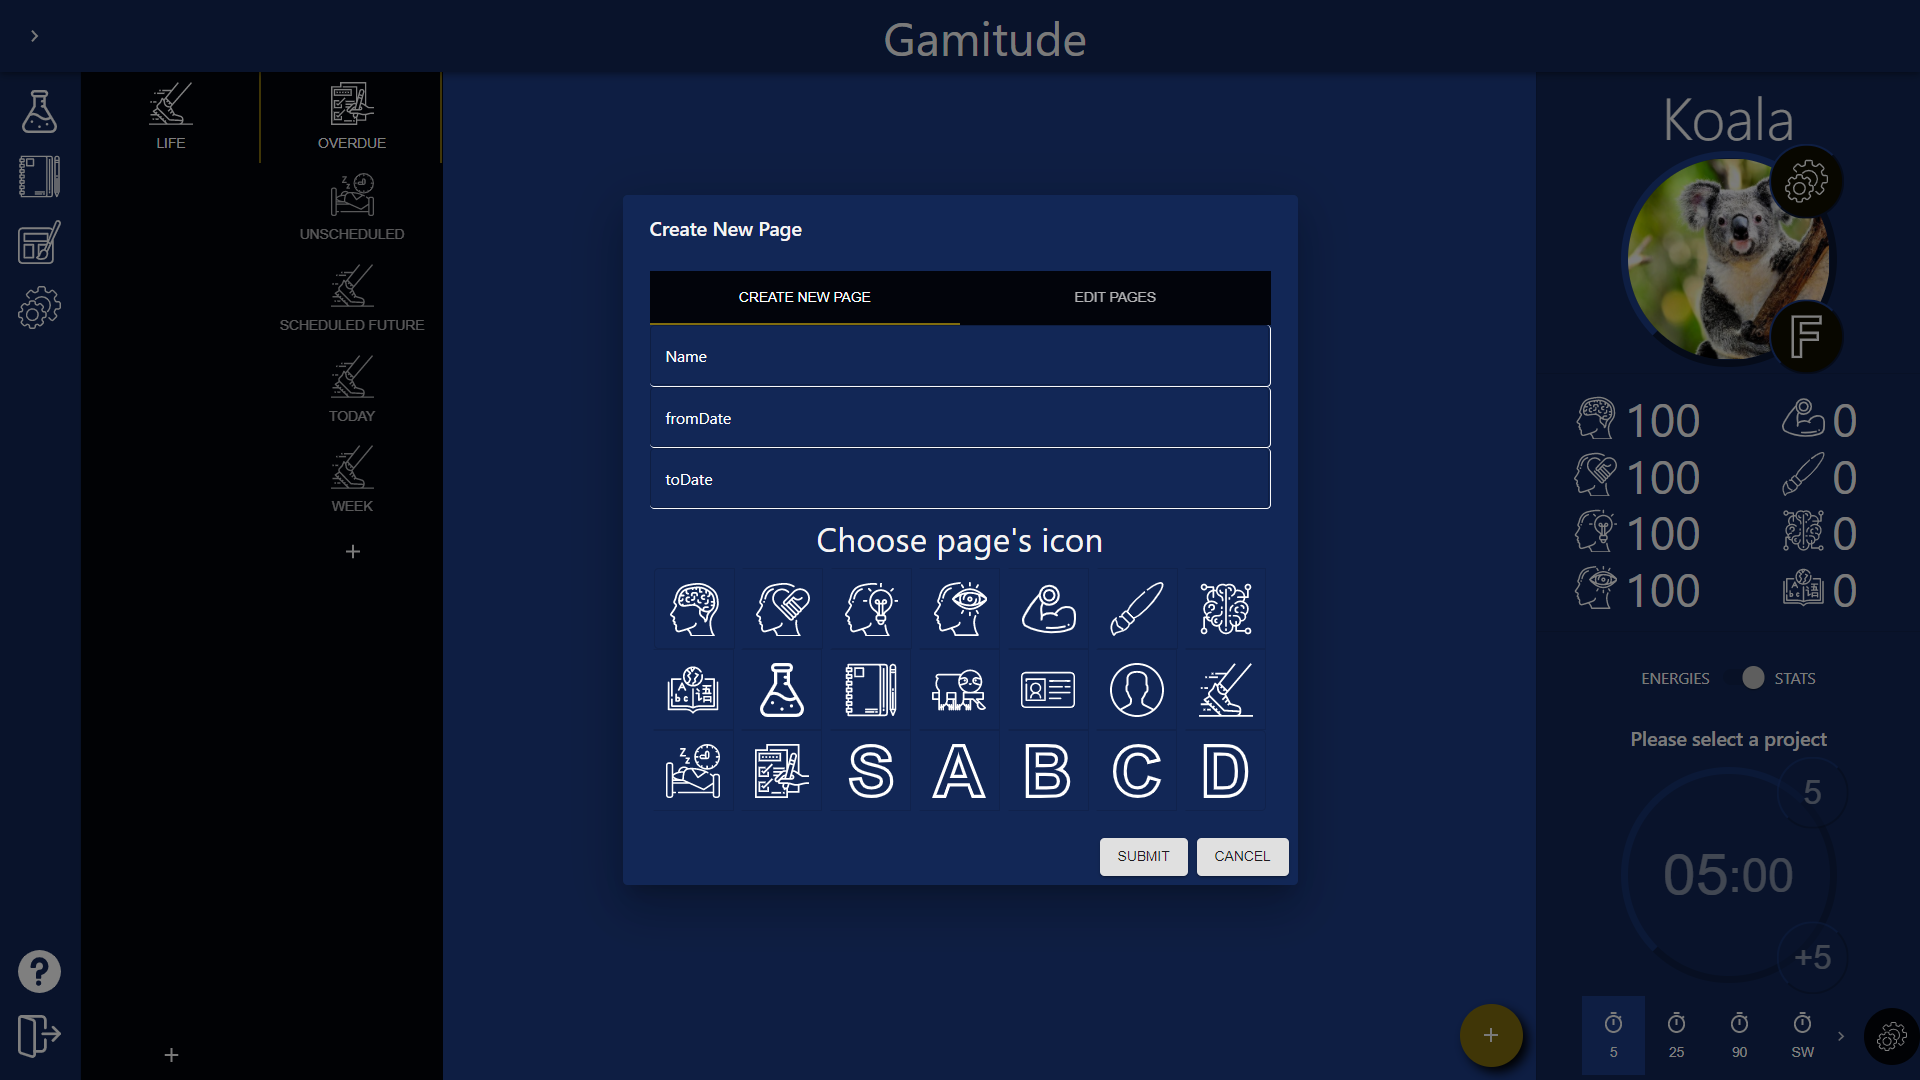 Gamitude
LIFE
OVERDUE
UNSCHEDULED
SCHEDULED FUTURE
TODAY
WEEK
+
+
Create New Page
CREATE NEW PAGE
EDIT PAGES
Name
fromDate
toDate
Choose page's icon
S A B C D
SUBMIT
CANCEL
+
Koala
F
100 0
100 0
100 0
100 0
ENERGIES STATS
Please select a project
5
05:00
+5
5 25 90 SW